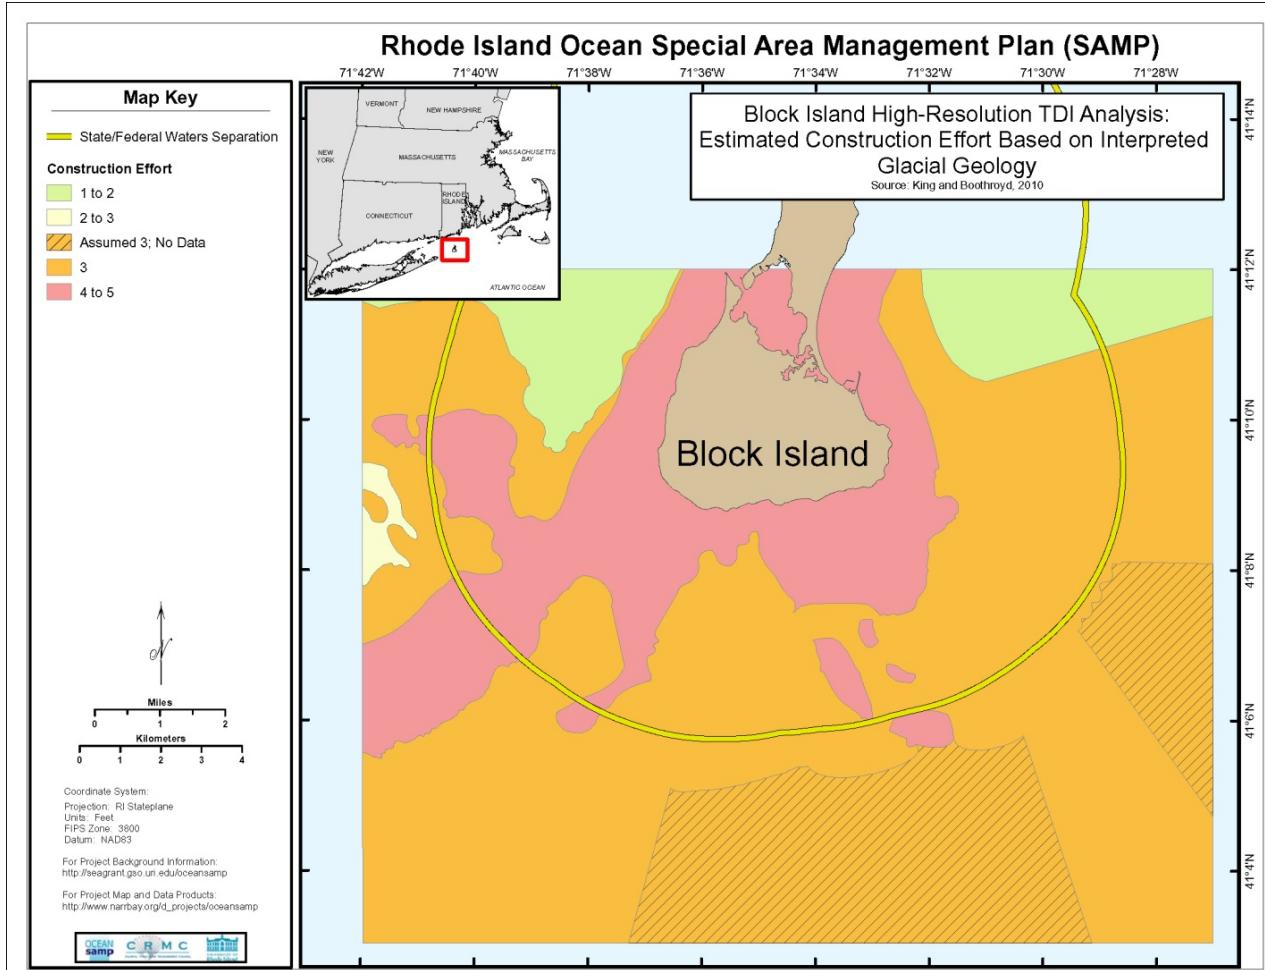 Rhode Island Ocean Special Area Management Plan (SAMP)
71°42'W 71°40'W 71°38'W 71°36'W 71°34'W 71°32'W 71°30'W 71°28'W
Map Key
State/Federal Waters Separation
Construction Effort
1 to 2
2 to 3
Assumed 3; No Data
3
4 to 5
VERMONT
NEW HAMPSHIRE
NEW
YORK
MASSACHUSETTS
MASSACHUSETTS
BAY
CONNECTICUT
RHODE
ISLAND
ATLANTIC OCEAN
Block Island High-Resolution TDI Analysis:
Estimated Construction Effort Based on Interpreted
Glacial Geology
Source: King and Boothroyd, 2010
41°14'N
41°12'N
41°10'N
41°8'N
41°6'N
41°4'N
Block Island
N
Miles
0 1 2
Kilometers
0 1 2 3 4
Coordinate System:
Projection: RI Stateplane
Units: Feet
FIPS Zone: 3800
Datum: NAD83
For Project Background Information:
http://seagrant.gso.uri.edu/oceansamp
For Project Map and Data Products:
http://www.narrbay.org/d_projects/oceansamp
OCEAN
samp
CRMC